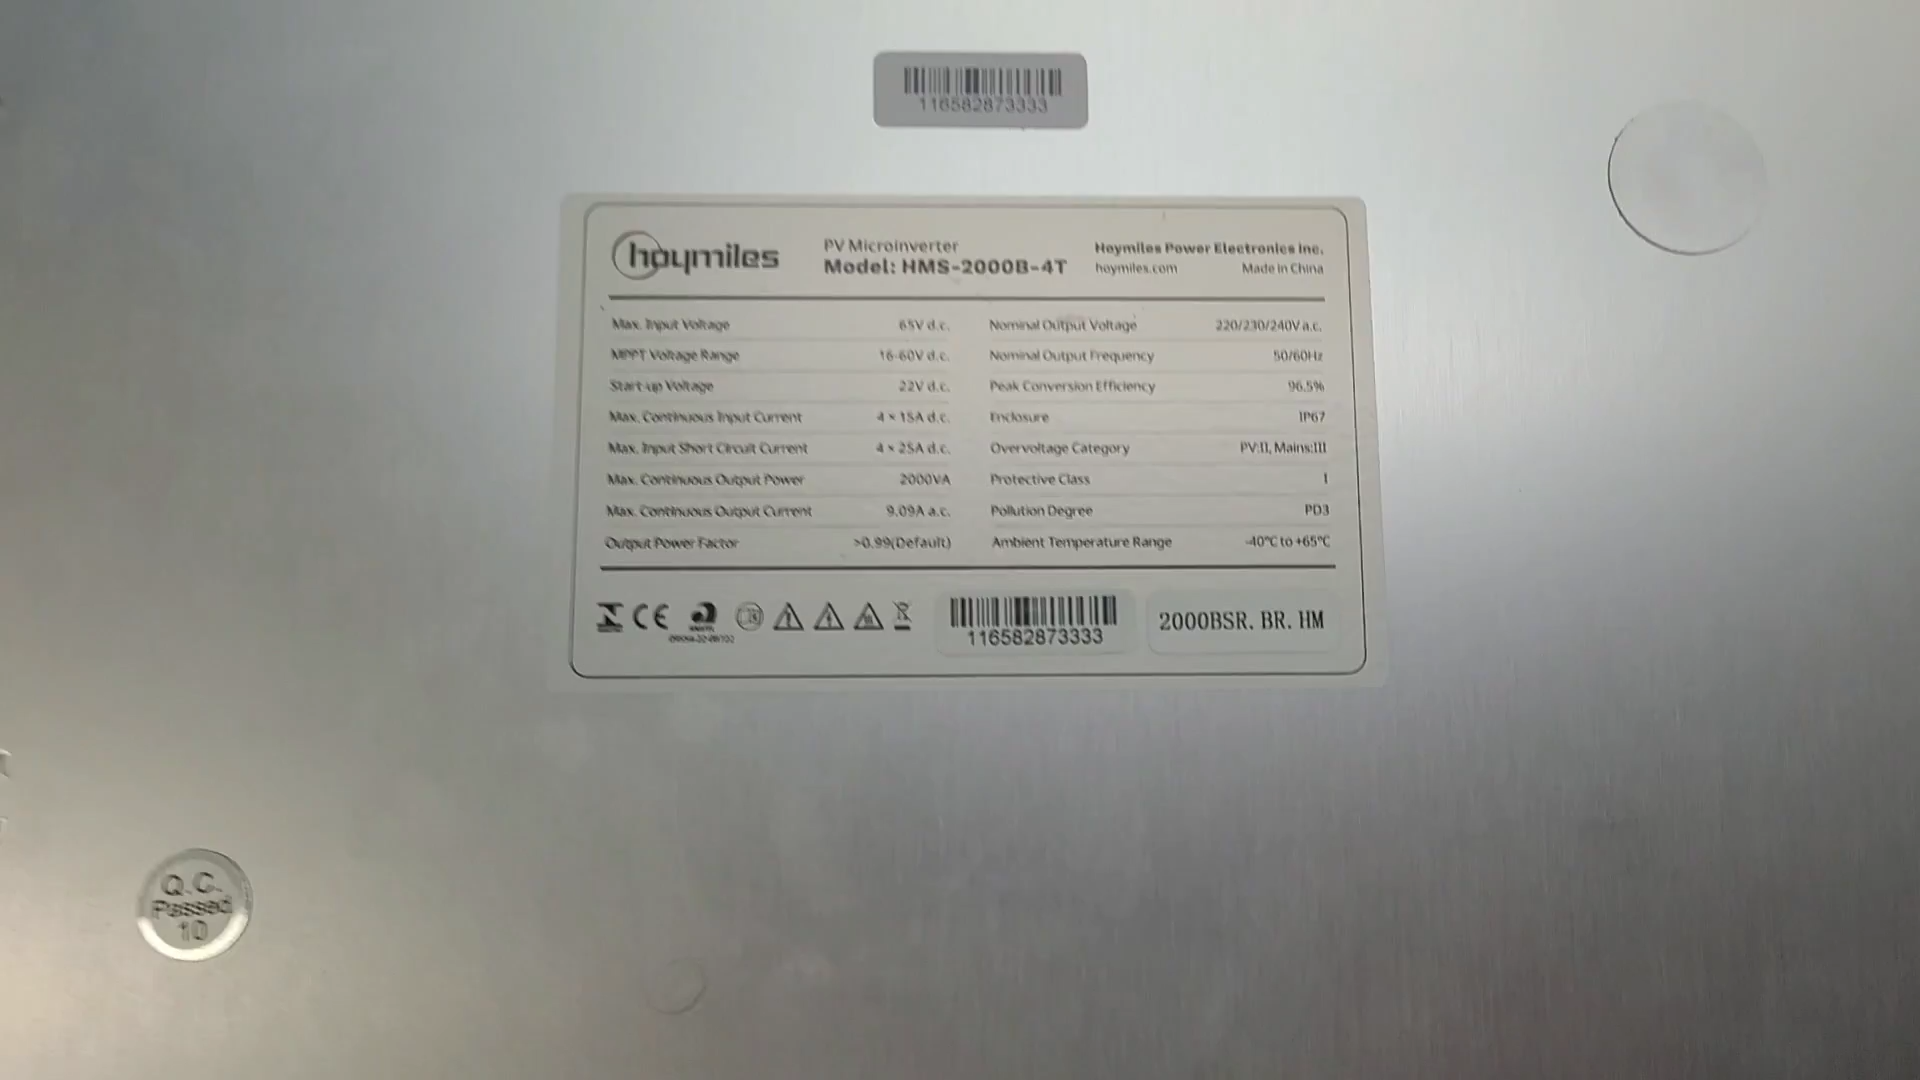 116582873333
hoymiles
PV Microinverter
Model: HMS-2000B-4T
Hoymiles Power Electronics Inc.
hoymiles.com Made in China
Max. Input Voltage 65V d.c.
MPPT Voltage Range 16-60V d.c.
Start-up Voltage 22V d.c.
Max. Continuous Input Current 4 × 15A d.c.
Max. Input Short Circuit Current 4 × 25A d.c.
Max. Continuous Output Power 2000VA
Max. Continuous Output Current 9.09A a.c.
Output Power Factor >0.99(Default)
Nominal Output Voltage 220/230/240V a.c.
Nominal Output Frequency 50/60Hz
Peak Conversion Efficiency 96.5%
Enclosure IP67
Overvoltage Category PV:II, Mains:III
Protective Class I
Pollution Degree PD3
Ambient Temperature Range -40℃ to +65℃
CE
116582873333
2000BSR. BR. HM
Q.C.
Passed
10